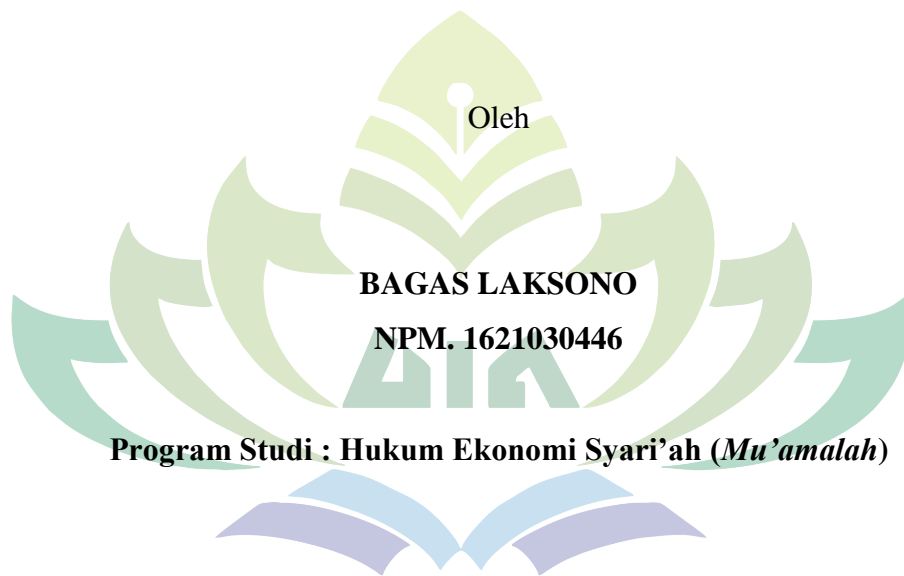 Oleh
BAGAS LAKSONO
NPM. 1621030446
Program Studi : Hukum Ekonomi Syari’ah (Mu’amalah)